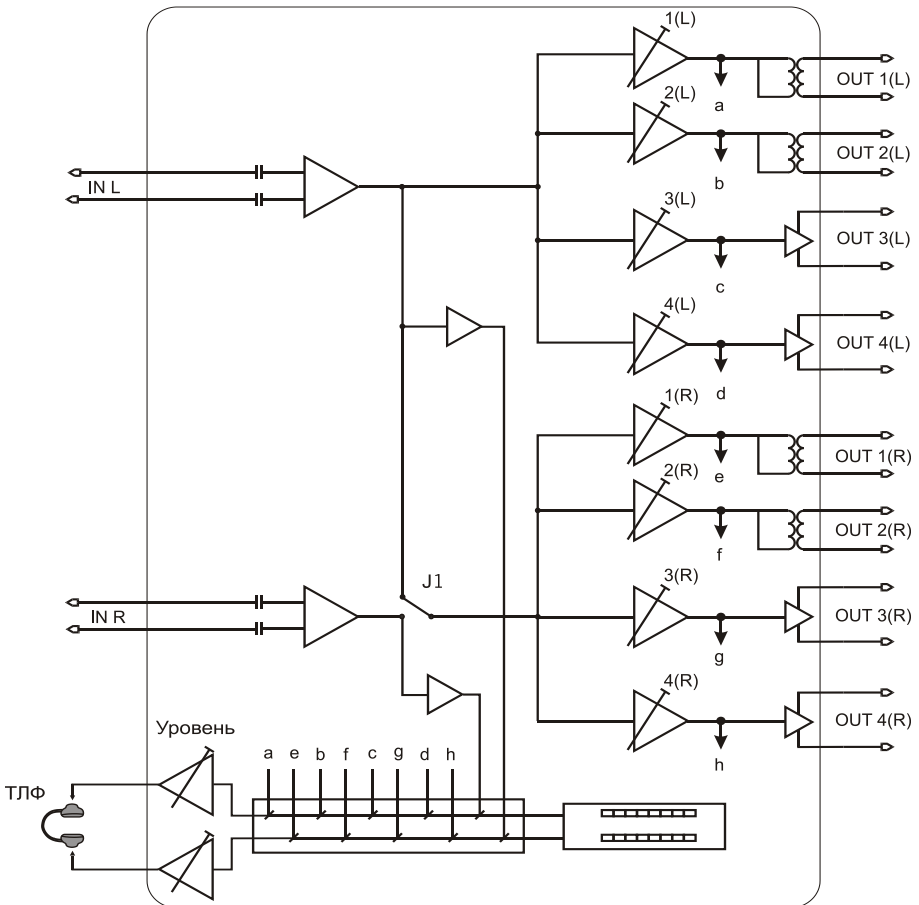 1(L)
OUT 1(L)
a
2(L)
OUT 2(L)
b
IN L
3(L)
OUT 3(L)
c
4(L)
OUT 4(L)
d
1(R)
OUT 1(R)
e
2(R)
OUT 2(R)
f
J1
3(R)
IN R
OUT 3(R)
g
4(R)
OUT 4(R)
h
Уровень
a e b f c g d h
ТЛФ